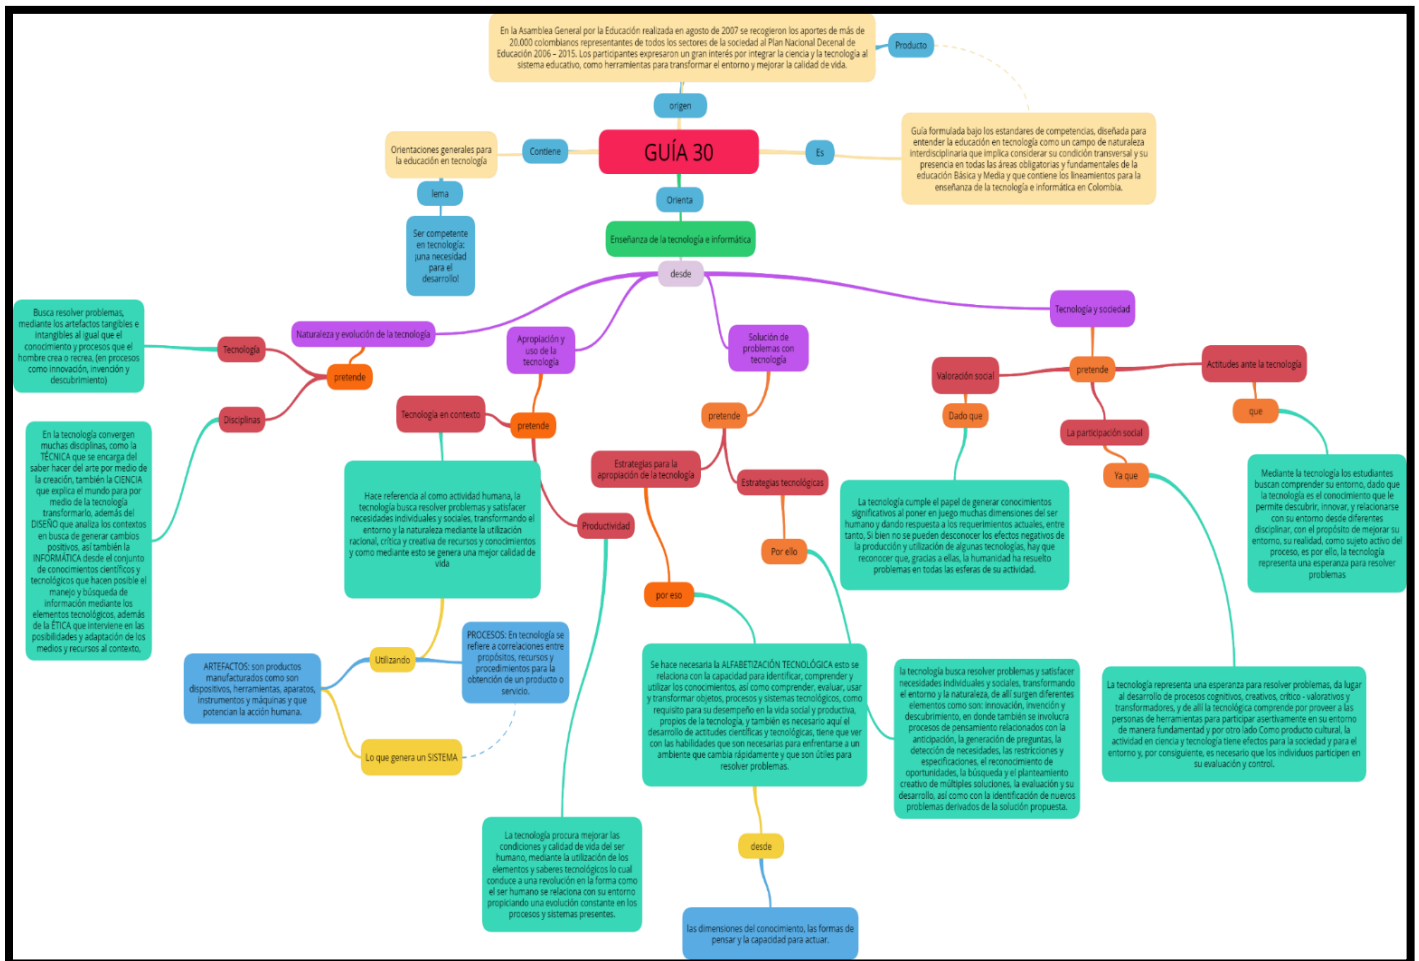 En la Asamblea General por la Educación realizada en agosto de 2007 se recogieron los aportes de más de
20.000 colombianos representantes de todos los sectores de la sociedad al Plan Nacional Decenal de
Educación 2006 – 2015. Los participantes expresaron un gran interés por integrar la ciencia y la tecnología al
sistema educativo, como herramientas para transformar el entorno y mejorar la calidad de vida.
Producto
origen
Orientaciones generales para
la educación en tecnología
Contiene
GUÍA 30
Es
Guía formulada bajo los estandares de competencias, diseñada para
entender la educación en tecnología como un campo de naturaleza
interdisciplinaria que implica considerar su condición transversal y su
presencia en todas las áreas obligatorias y fundamentales de la
educación Básica y Media y que contiene los lineamientos para la
enseñanza de la tecnología e informática en Colombia.
lema
Ser competente
en tecnología:
¡una necesidad
para el
desarrollo!
Orienta
Enseñanza de la tecnología e informática
desde
Naturaleza y evolución de la tecnología
pretende
Tecnología
Busca resolver problemas,
mediante los artefactos tangibles e
intangibles al igual que el
conocimiento y procesos que el
hombre crea o recrea, (en procesos
como innovación, invención y
descubrimiento)
Disciplinas
En la tecnología convergen
muchas disciplinas, como la
TÉCNICA que se encarga del
saber hacer del arte por medio de
la creación, también la CIENCIA
que explica el mundo para por
medio de la tecnología
transformarlo, además del
DISEÑO que analiza los contextos
en busca de generar cambios
positivos, así también la
INFORMÁTICA desde el conjunto
de conocimientos científicos y
tecnológicos que hacen posible el
manejo y búsqueda de
información mediante los
elementos tecnológicos, además
de la ÉTICA que interviene en las
posibilidades y adaptación de los
medios y recursos al contexto,
Apropiación y
uso de la
tecnología
pretende
Tecnología en contexto
Hace referencia al como actividad humana, la
tecnología busca resolver problemas y satisfacer
necesidades individuales y sociales, transformando el
entorno y la naturaleza mediante la utilización
racional, crítica y creativa de recursos y conocimientos
y como mediante esto se genera una mejor calidad de
vida
Utilizando
PROCESOS: En tecnología se
refiere a correlaciones entre
propósitos, recursos y
procedimientos para la
obtención de un producto o
servicio.
ARTEFACTOS: son productos
manufacturados como son
dispositivos, herramientas, aparatos,
instrumentos y máquinas y que
potencian la acción humana.
Lo que genera un SISTEMA
Productividad
La tecnología procura mejorar las
condiciones y calidad de vida del ser
humano, mediante la utilización de los
elementos y saberes tecnológicos lo cual
conduce a una revolución en la forma como
el ser humano se relaciona con su entorno
propiciando una evolución constante en los
procesos y sistemas presentes.
Solución de
problemas con
tecnología
pretende
Estrategias para la
apropiación de la tecnología
por eso
Se hace necesaria la ALFABETIZACIÓN TECNOLÓGICA esto se
relaciona con la capacidad para identificar, comprender y
utilizar los conocimientos, así como comprender, evaluar, usar
y transformar objetos, procesos y sistemas tecnológicos, como
requisito para su desempeño en la vida social y productiva,
propios de la tecnología, y también es necesario aquí el
desarrollo de actitudes científicas y tecnológicas, tiene que ver
con las habilidades que son necesarias para enfrentarse a un
ambiente que cambia rápidamente y que son útiles para
resolver problemas.
desde
las dimensiones del conocimiento, las formas de
pensar y la capacidad para actuar.
Estrategias tecnológicas
Por ello
la tecnología busca resolver problemas y satisfacer
necesidades individuales y sociales, transformando
el entorno y la naturaleza, de allí surgen diferentes
elementos como son: innovación, invención y
descubrimiento, en donde también se involucra
procesos de pensamiento relacionados con la
anticipación, la generación de preguntas, la
detección de necesidades, las restricciones y
especificaciones, el reconocimiento de
oportunidades, la búsqueda y el planteamiento
creativo de múltiples soluciones, la evaluación y su
desarrollo, así como con la identificación de nuevos
problemas derivados de la solución propuesta.
Tecnología y sociedad
pretende
Valoración social
Dado que
La tecnología cumple el papel de generar conocimientos
significativos al poner en juego muchas dimensiones del ser
humano y dando respuesta a los requerimientos actuales, entre
tanto, Si bien no se pueden desconocer los efectos negativos de
la producción y utilización de algunas tecnologías, hay que
reconocer que, gracias a ellas, la humanidad ha resuelto
problemas en todas las esferas de su actividad.
La participación social
Ya que
La tecnología representa una esperanza para resolver problemas, da lugar
al desarrollo de procesos cognitivos, creativos, crítico - valorativos y
transformadores, y de allí la tecnológica comprende por proveer a las
personas de herramientas para participar asertivamente en su entorno
de manera fundamental y por otro lado Como producto cultural, la
actividad en ciencia y tecnología tiene efectos para la sociedad y para el
entorno y, por consiguiente, es necesario que los individuos participen en
su evaluación y control.
Actitudes ante la tecnología
que
Mediante la tecnología los estudiantes
buscan comprender su entorno, dado que
la tecnología es el conocimiento que le
permite descubrir, innovar, y relacionarse
con su entorno desde diferentes
disciplinar, con el propósito de mejorar su
entorno, su realidad, como sujeto activo del
proceso, es por ello, la tecnología
representa una esperanza para resolver
problemas